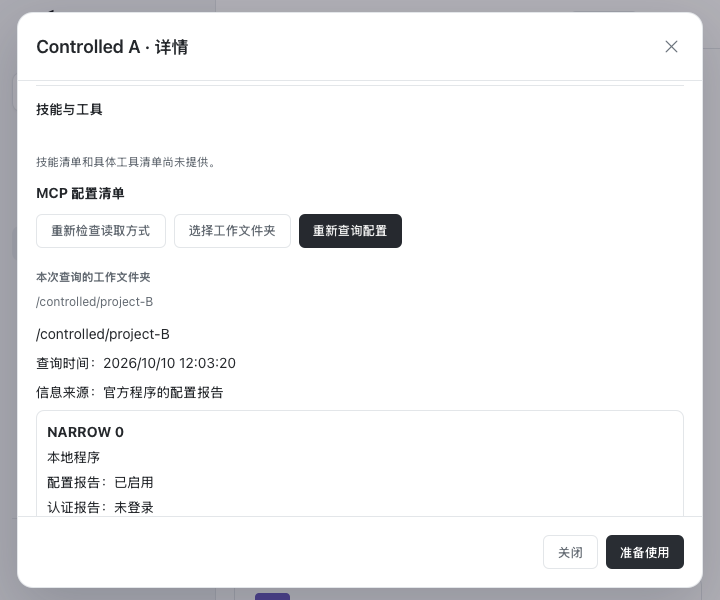 Controlled A · 详情
技能与工具
技能清单和具体工具清单尚未提供。
MCP 配置清单
重新检查读取方式 选择工作文件夹 重新查询配置
本次查询的工作文件夹
/controlled/project-B
/controlled/project-B
查询时间：2026/10/10 12:03:20
信息来源：官方程序的配置报告
NARROW 0
本地程序
配置报告：已启用
认证报告：未登录
关闭 准备使用